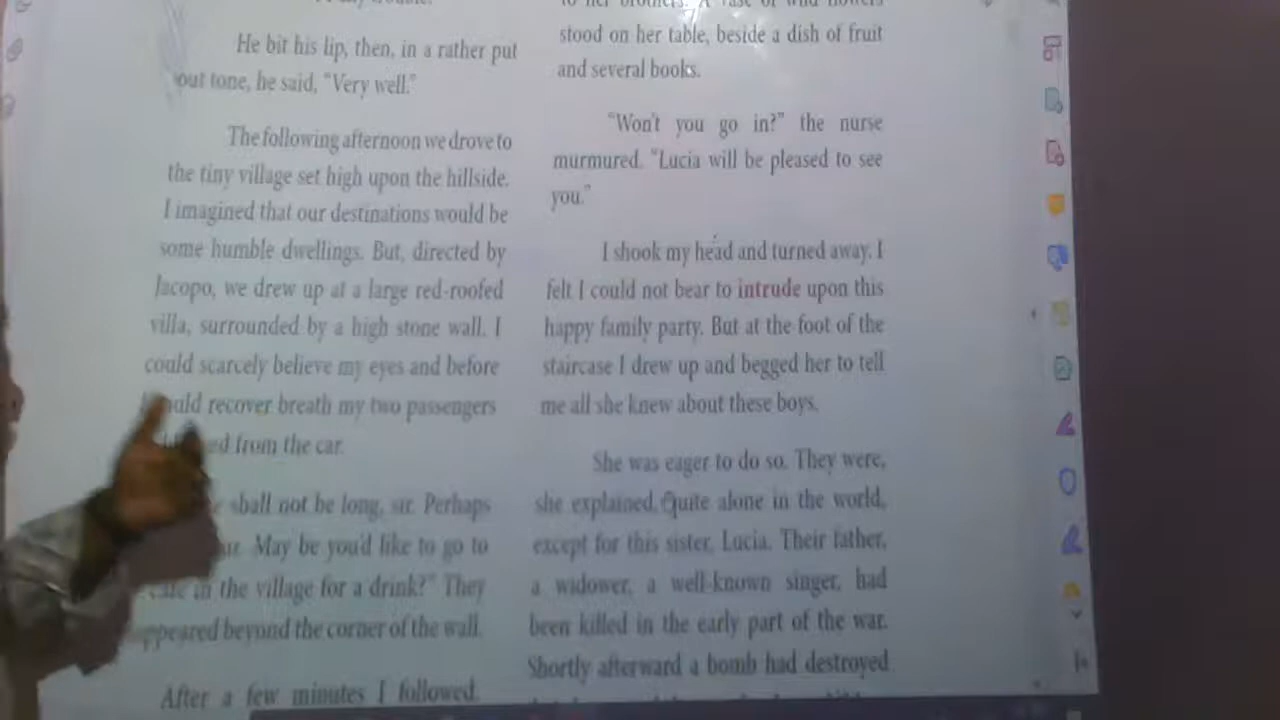 He bit his lip, then, in a rather put
out tone, he said, "Very well."
The following afternoon we drove to
the tiny village set high upon the hillside.
I imagined that our destinations would be
some humble dwellings. But, directed by
Jacopo, we drew up at a large red-roofed
villa, surrounded by a high stone wall. I
could scarcely believe my eyes and before
could recover breath my two passengers
from the car.
shall not be long, sir. Perhaps
May be you'd like to go to
in the village for a drink?" They
beyond the corner of the wall.
After a few minutes I followed.
stood on her table, beside a dish of fruit
and several books.
"Won't you go in?" the nurse
murmured. "Lucia will be pleased to see
you."
I shook my head and turned away. I
felt I could not bear to intrude upon this
happy family party. But at the foot of the
staircase I drew up and begged her to tell
me all she knew about these boys.
She was eager to do so. They were,
she explained, quite alone in the world,
except for this sister, Lucia. Their father,
a widower, a well-known singer, had
been killed in the early part of the war.
Shortly afterward a bomb had destroyed